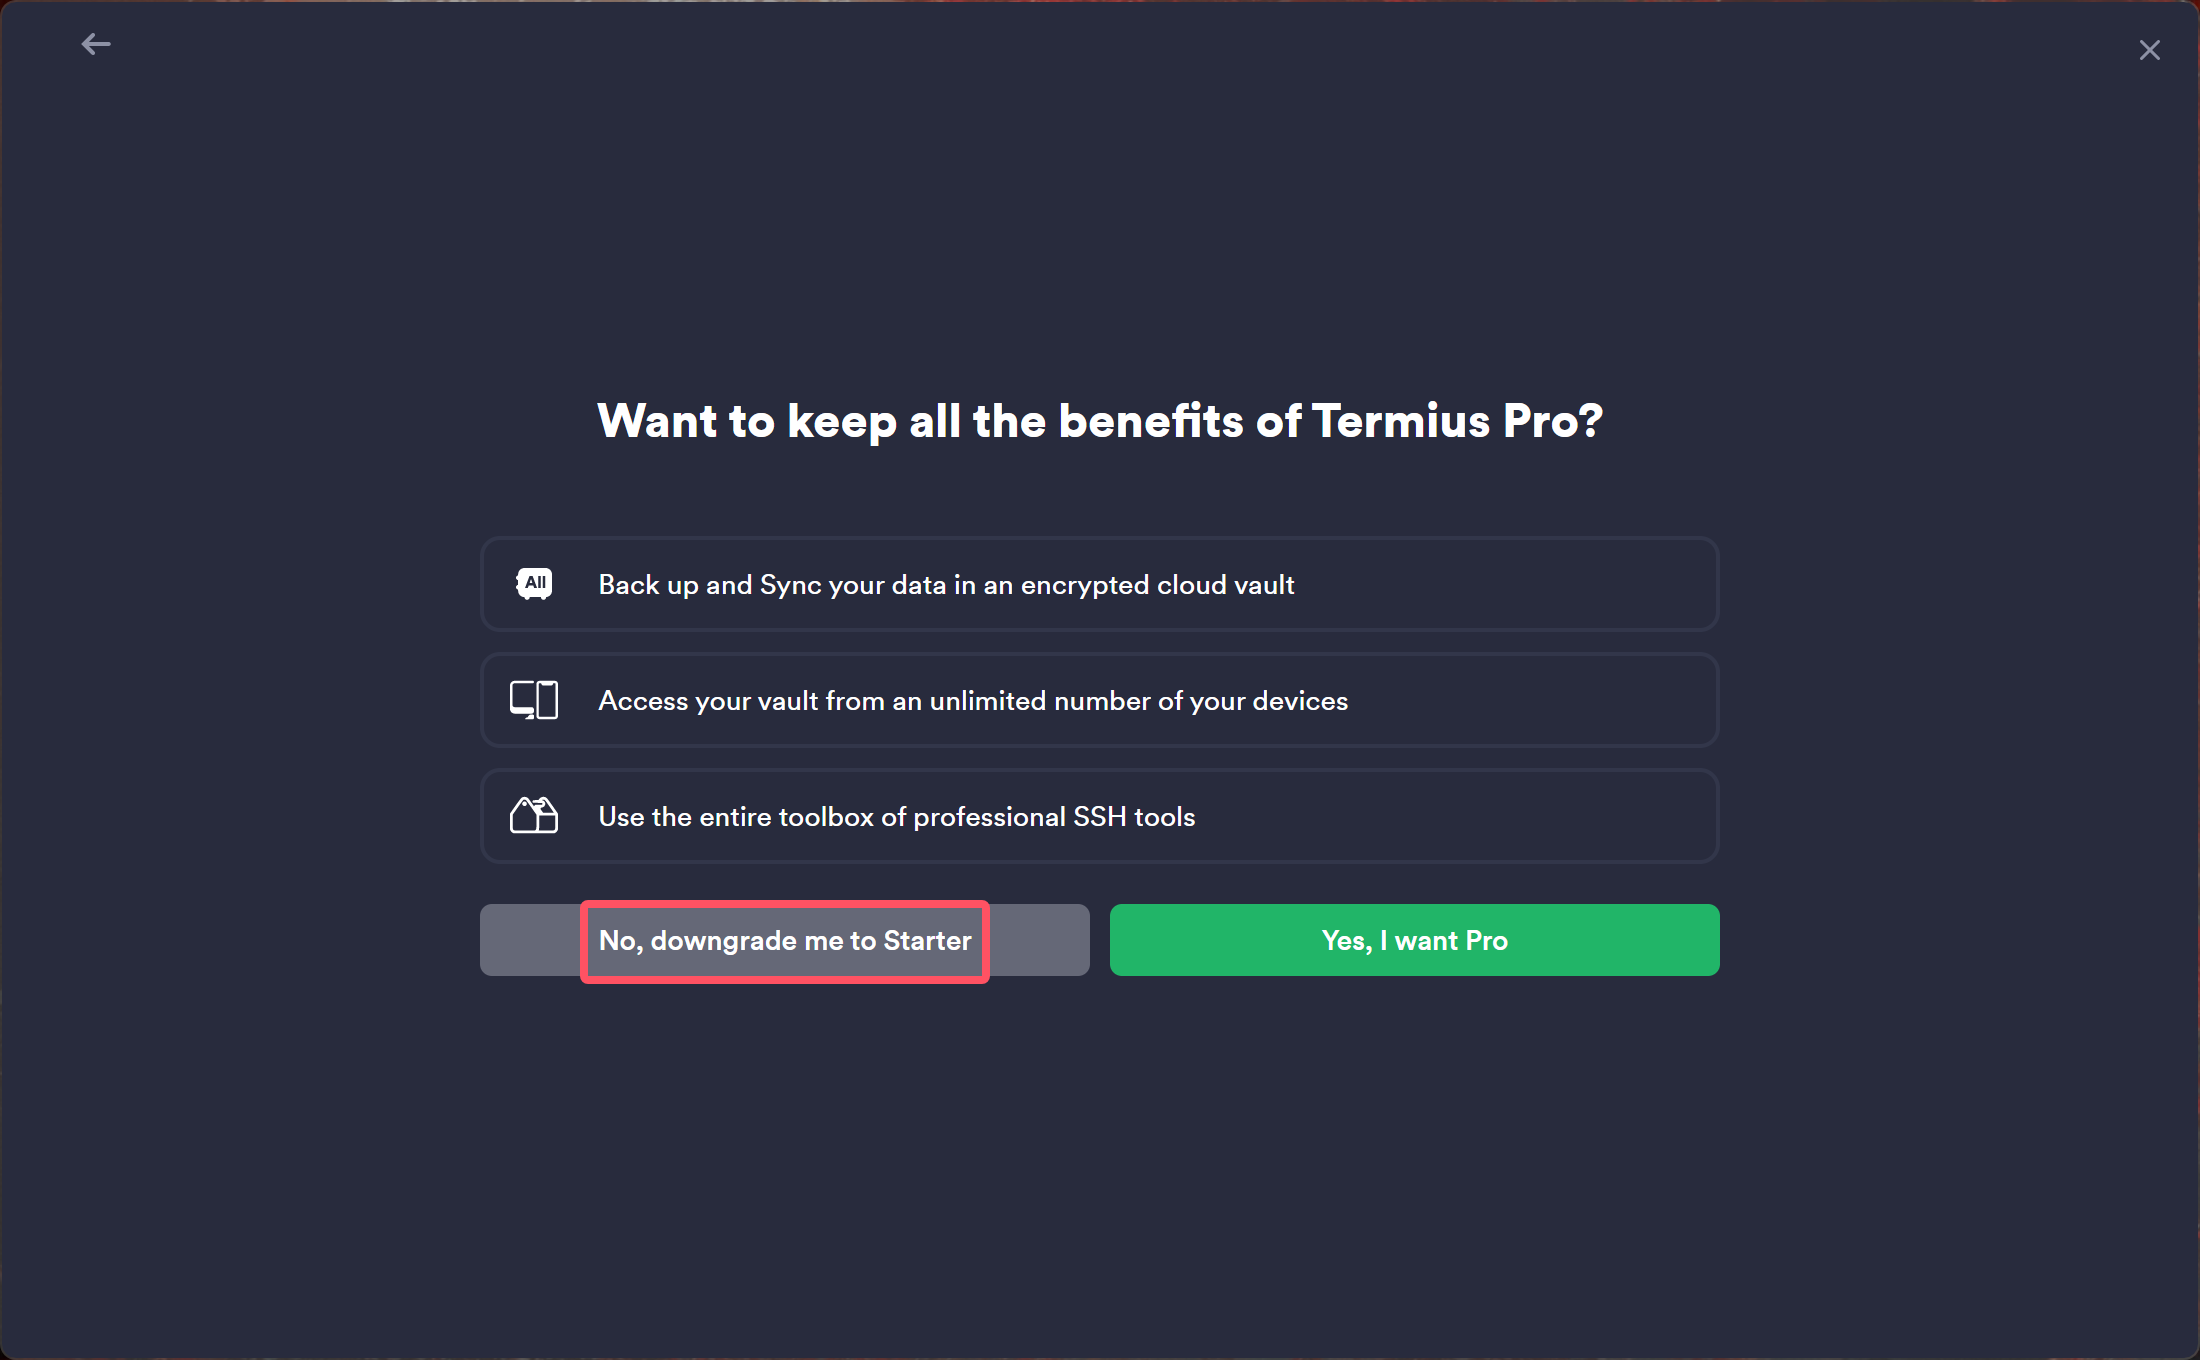 Want to keep all the benefits of Termius Pro?
All
Back up and Sync your data in an encrypted cloud vault
Access your vault from an unlimited number of your devices
Use the entire toolbox of professional SSH tools
No, downgrade me to Starter
Yes, I want Pro